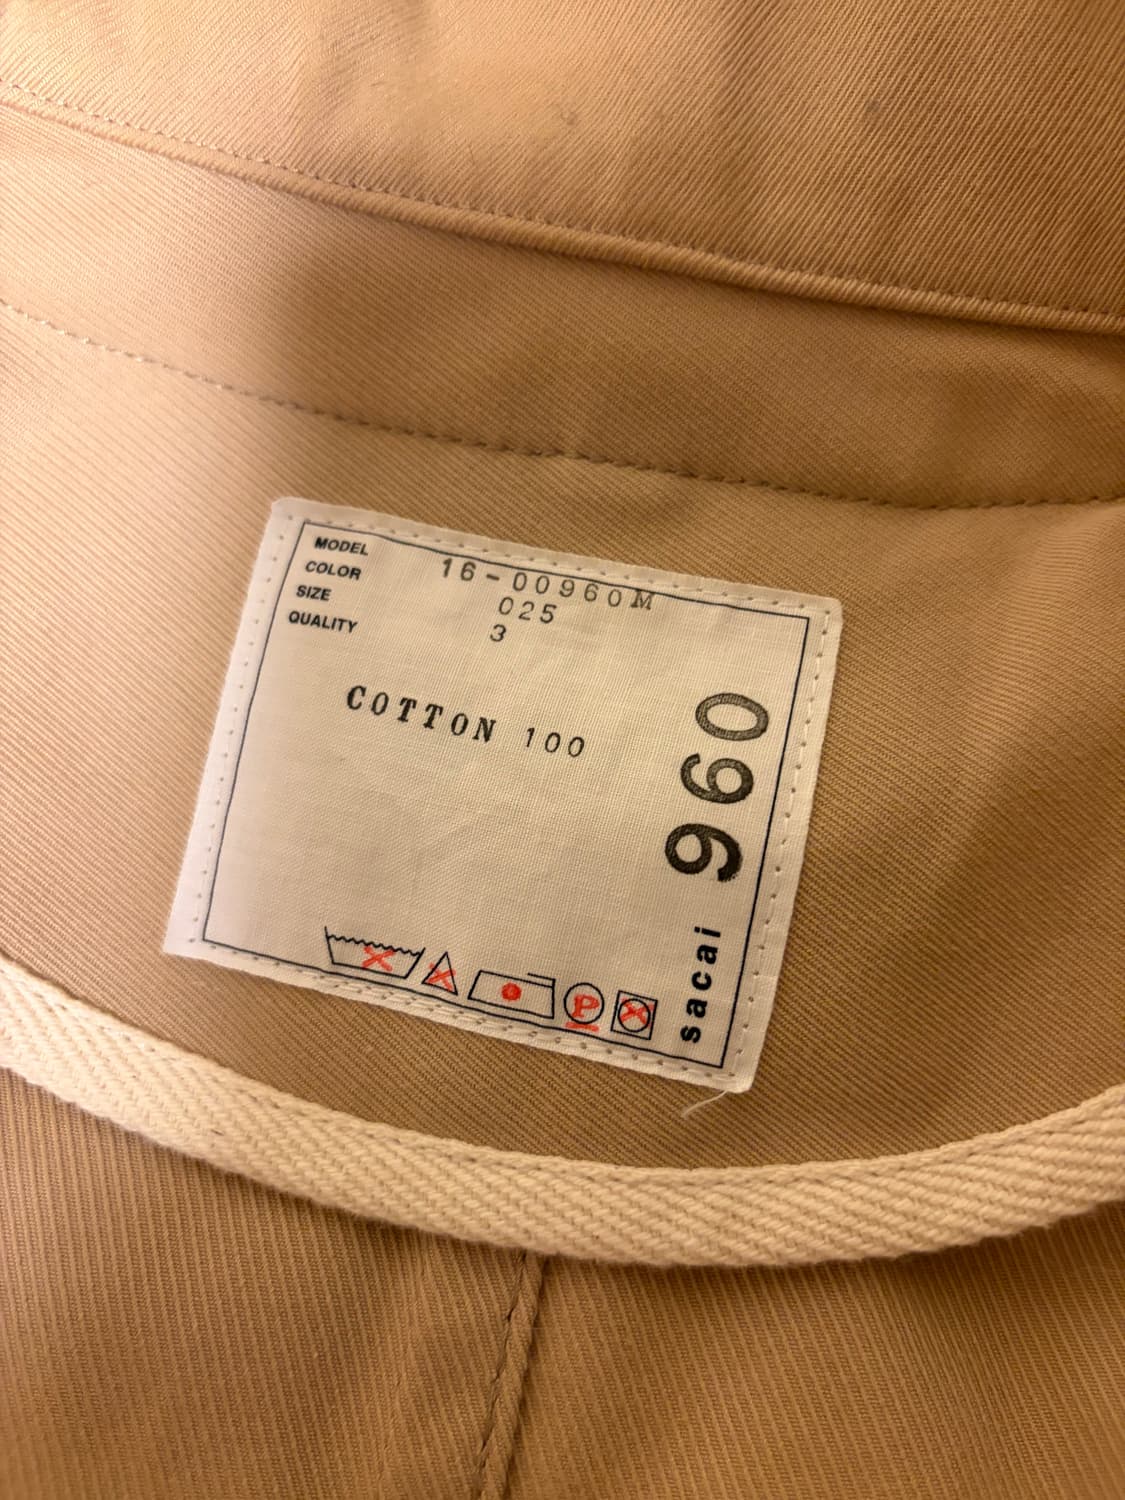 MODEL 16-00960M
COLOR 025
SIZE 3
QUALITY
COTTON 100
sacai 960
P